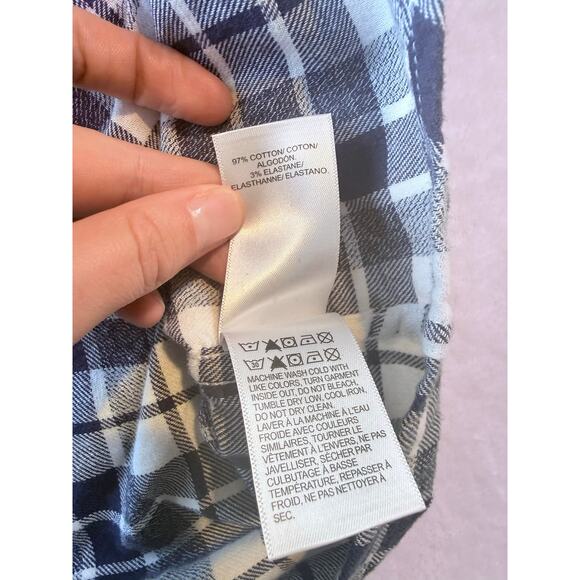 97% COTTON/ COTON/
ALGODÓN.
3% ELASTANE/
ELASTHANNE/ ELASTANO.
MACHINE WASH COLD WITH
LIKE COLORS, TURN GARMENT
INSIDE OUT, DO NOT BLEACH,
TUMBLE DRY LOW, COOL IRON,
DO NOT DRY CLEAN.
LAVER À LA MACHINE À L'EAU
FROIDE AVEC COULEURS
SIMILAIRES, TOURNER LE
VÊTEMENT À L'ENVERS, NE PAS
JAVELLISER, SÉCHER PAR
CULBUTAGE À BASSE
TEMPÉRATURE, REPASSER À
FROID, NE PAS NETTOYER À
SEC.